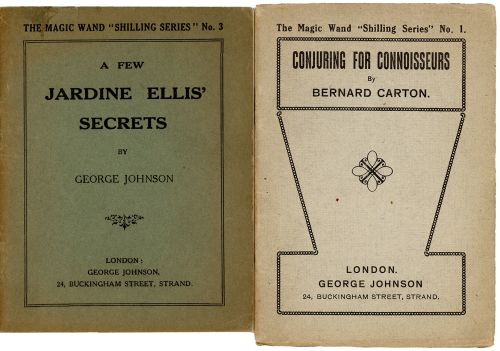 THE MAGIC WAND "SHILLING SERIES" No. 3
A FEW
JARDINE ELLIS'
SECRETS
BY
GEORGE JOHNSON
LONDON:
GEORGE JOHNSON,
24, BUCKINGHAM STREET, STRAND.
The Magic Wand "Shilling Series" No. 1.
CONJURING FOR CONNOISSEURS
By
BERNARD CARTON.
LONDON.
GEORGE JOHNSON
24, BUCKINGHAM STREET, STRAND.